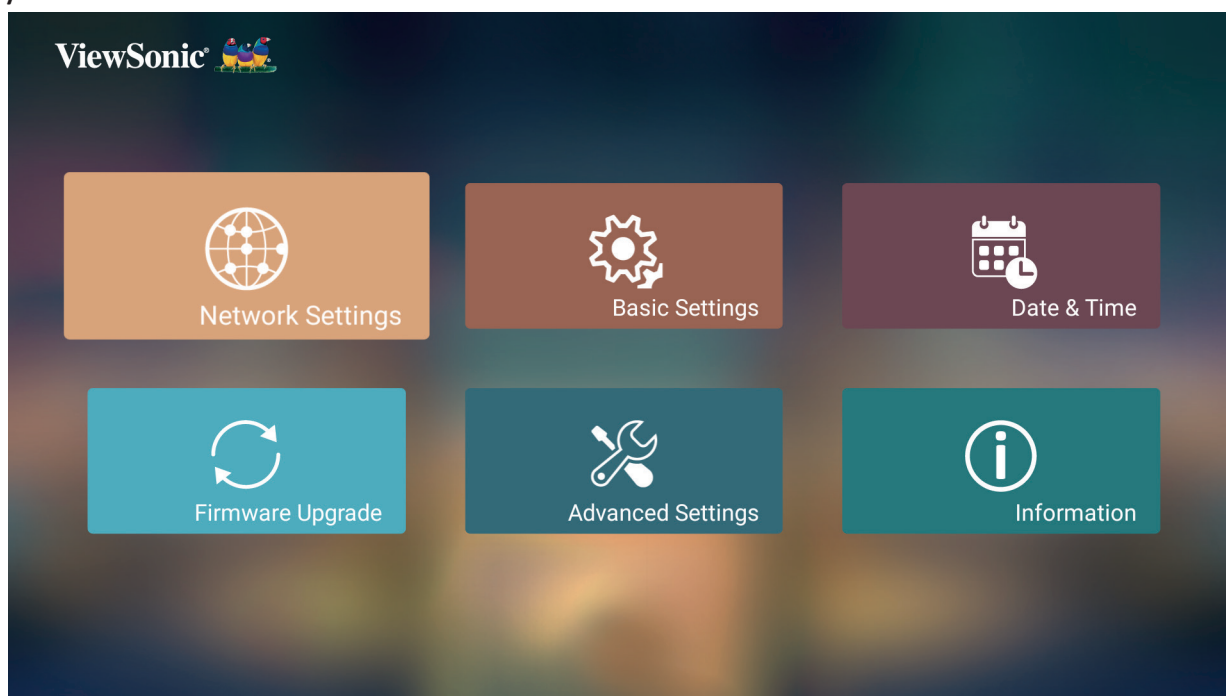 ViewSonic®
Network Settings
Basic Settings
Date & Time
Firmware Upgrade
Advanced Settings
Information